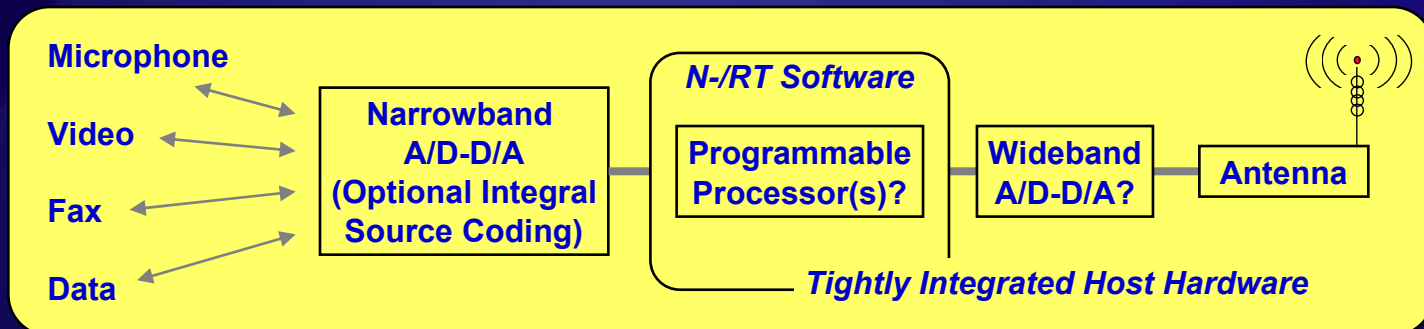 Microphone
Video
Fax
Data
Narrowband
A/D-D/A
(Optional Integral
Source Coding)
N-/RT Software
Programmable
Processor(s)?
Wideband
A/D-D/A?
Antenna
Tightly Integrated Host Hardware